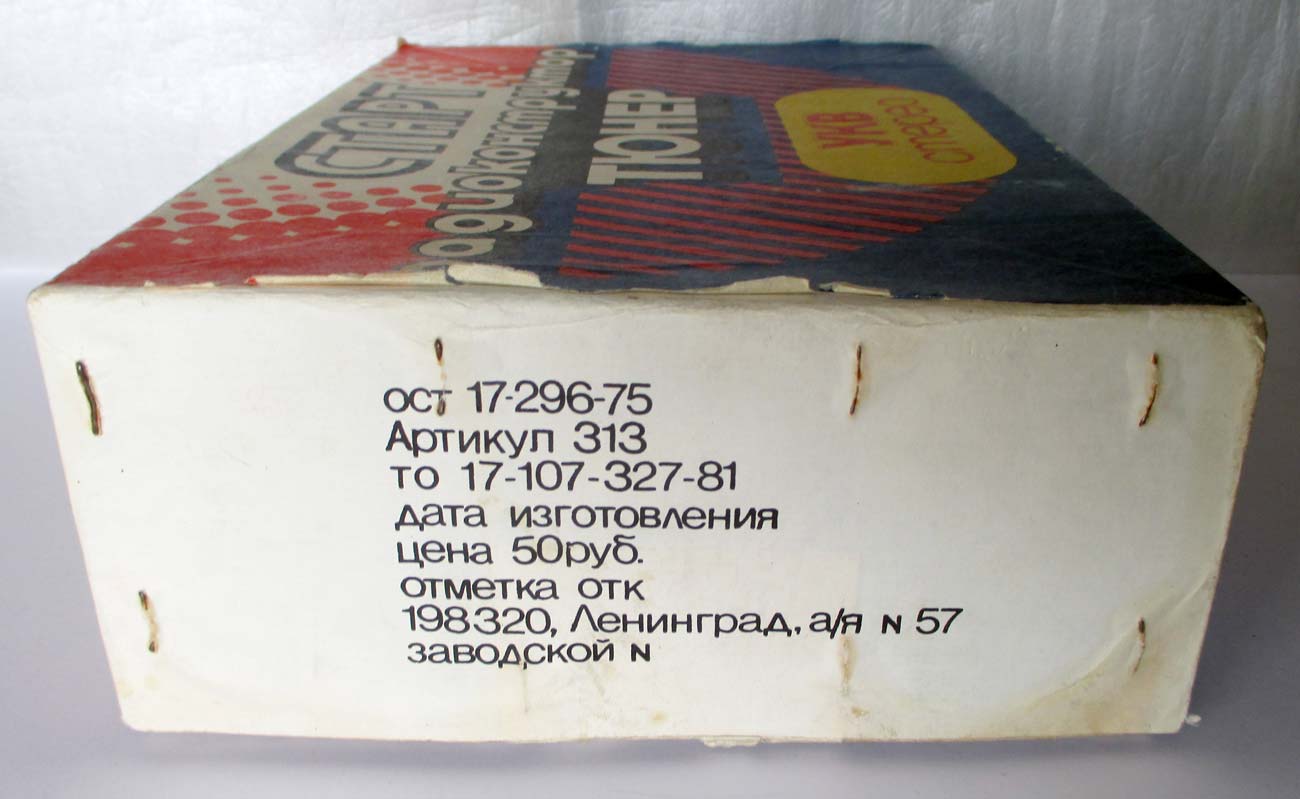 СТАРТ
радиоконструктор
ТЮНЕР
УКВ
стерео
ост 17-296-75
Артикул 313
то 17-107-327-81
дата изготовления
цена 50руб.
отметка отк
198320, Ленинград, а/я N 57
заводской N